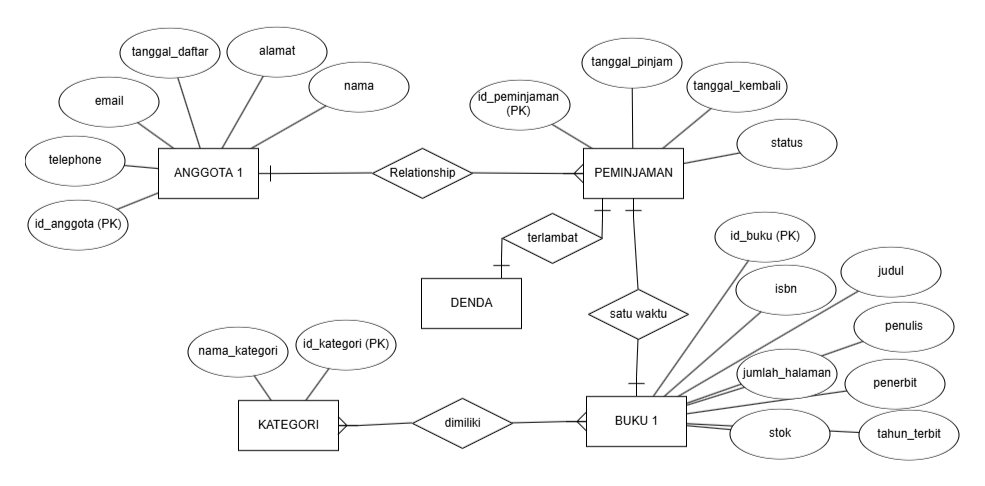 tanggal_daftar
alamat
nama
email
telephone
id_anggota (PK)
ANGGOTA 1
Relationship
tanggal_pinjam
id_peminjaman
(PK)
tanggal_kembali
status
PEMINJAMAN
terlambat
DENDA
satu waktu
id_buku (PK)
isbn
judul
penulis
jumlah_halaman
penerbit
stok
tahun_terbit
BUKU 1
nama_kategori
id_kategori (PK)
KATEGORI
dimiliki